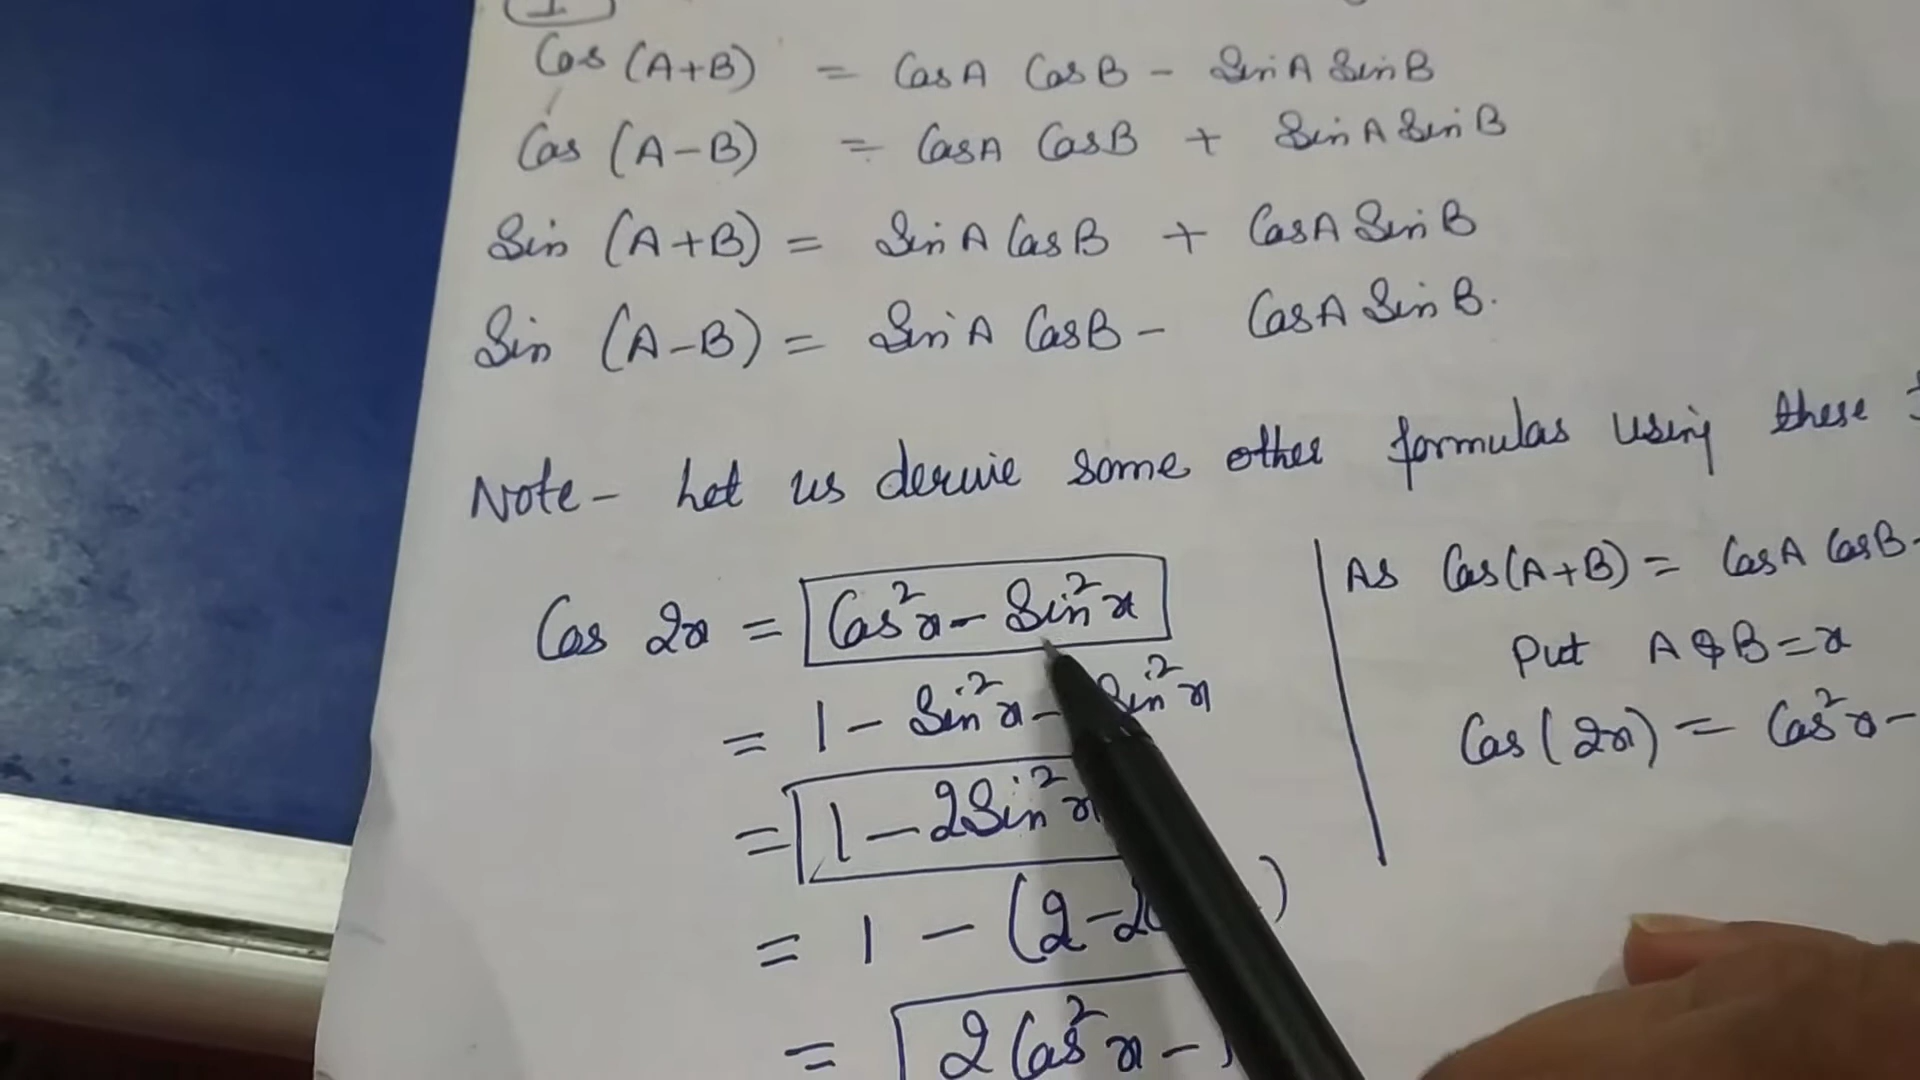 1
Cos (A+B) = CosA CosB - SinA SinB
Cos (A-B) = CosA CosB + SinA SinB
Sin (A+B) = SinA CosB + CosA SinB
Sin (A-B) = SinA CosB - CosA SinB.
Note - Let us derive some other formulas using these
Cos 2x = Cos²x - Sin²x
= 1 - Sin²x - Sin²x
= 1 - 2Sin²x
= 1 - (2 - 2 )
= 2Cos²x -
As Cos(A+B) = CosA CosB -
Put A & B = x
Cos(2x) = Cos²x -